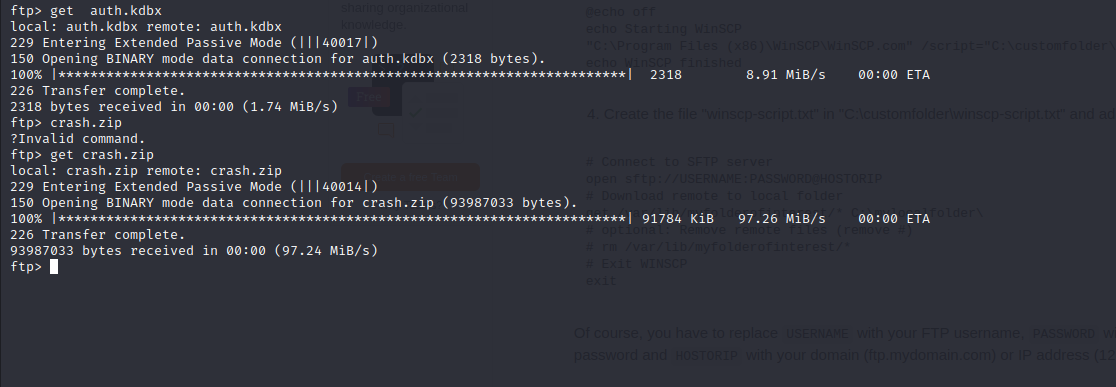 ftp> get  auth.kdbx
local: auth.kdbx remote: auth.kdbx
229 Entering Extended Passive Mode (|||40017|)
150 Opening BINARY mode data connection for auth.kdbx (2318 bytes).
100% |***********************************************************************| 2318 8.91 MiB/s 00:00 ETA
226 Transfer complete.
2318 bytes received in 00:00 (1.74 MiB/s)
ftp> crash.zip
?Invalid command.
ftp> get crash.zip
local: crash.zip remote: crash.zip
229 Entering Extended Passive Mode (|||40014|)
150 Opening BINARY mode data connection for crash.zip (93987033 bytes).
100% |***********************************************************************| 91784 KiB 97.26 MiB/s 00:00 ETA
226 Transfer complete.
93987033 bytes received in 00:00 (97.24 MiB/s)
ftp>
sharing organizational
knowledge
Free
@echo off
echo Starting WinSCP
"C:\Program Files (x86)\WinSCP\WinSCP.com" /script="C:\customfolder\
echo WinSCP finished
4. Create the file "winscp-script.txt" in "C:\customfolder\winscp-script.txt" and
# Connect to SFTP server
open sftp://USERNAME:PASSWORD@HOSTORIP
# Download remote to local folder
# optional: Remove remote files (remove #)
# rm /var/lib/myfolderofinterest/*
# Exit WINSCP
exit
Of course, you have to replace USERNAME with your FTP username, PASSWORD
password and HOSTORIP with your domain (ftp.mydomain.com) or IP address (12